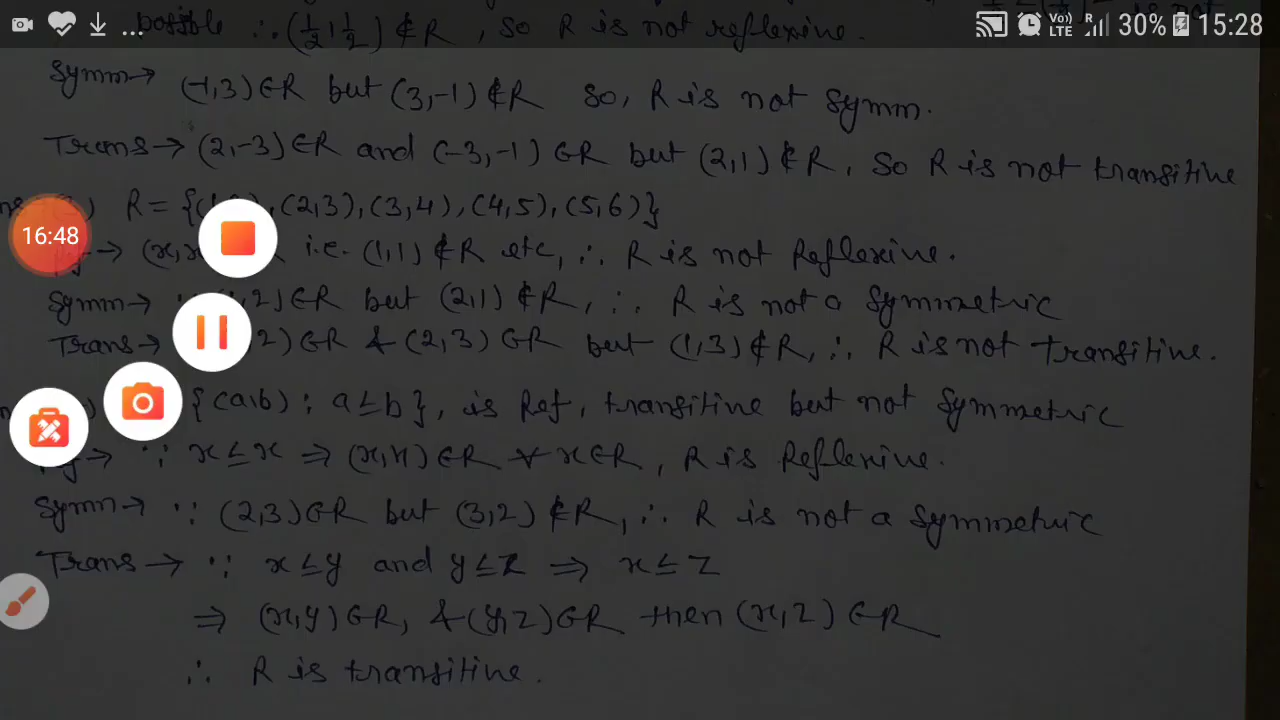 ... Vo)) LTE R 30% 15:28
possible ∴ (½, ½) ∉ R, so R is not reflexive.
Symm → (-1,3) ∈ R but (3,-1) ∉ R so, R is not symm.
Trans → (2,-3) ∈ R and (-3,-1) ∈ R but (2,1) ∉ R, So R is not transitive
R = {( ),(2,3),(3,4),(4,5),(5,6)}
16:48
→ (x, R i.e. (1,1) ∉ R etc, ∴ R is not Reflexive.
Symm → ∵ ,2) ∈ R but (2,1) ∉ R, ∴ R is not a Symmetric
Trans → 2) ∈ R & (2,3) ∈ R but (1,3) ∉ R, ∴ R is not Transitive.
{(a,b) : a ≤ b}, is Ref, transitive but not Symmetric
→ ∵ x ≤ x ⇒ (x,x) ∈ R ∀ x ∈ R, R is Reflexive.
Symm → ∵ (2,3) ∈ R but (3,2) ∉ R, ∴ R is not a Symmetric
Trans → ∵ x ≤ y and y ≤ z ⇒ x ≤ z
⇒ (x,y) ∈ R, & (y,z) ∈ R then (x,z) ∈ R
∴ R is transitive.